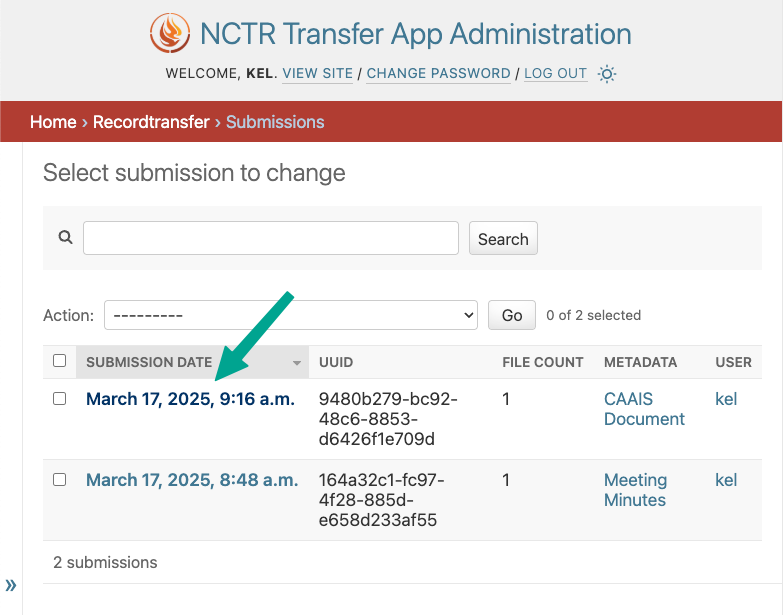 NCTR Transfer App Administration
WELCOME, KEL. VIEW SITE / CHANGE PASSWORD / LOG OUT
Home › Recordtransfer › Submissions
Select submission to change
Search
Action: --------- Go 0 of 2 selected
SUBMISSION DATE UUID FILE COUNT METADATA USER
March 17, 2025, 9:16 a.m. 9480b279-bc92- 1 CAAIS kel
48c6-8853- Document
d6426f1e709d
March 17, 2025, 8:48 a.m. 164a32c1-fc97- 1 Meeting kel
4f28-885d- Minutes
e658d233af55
2 submissions
»